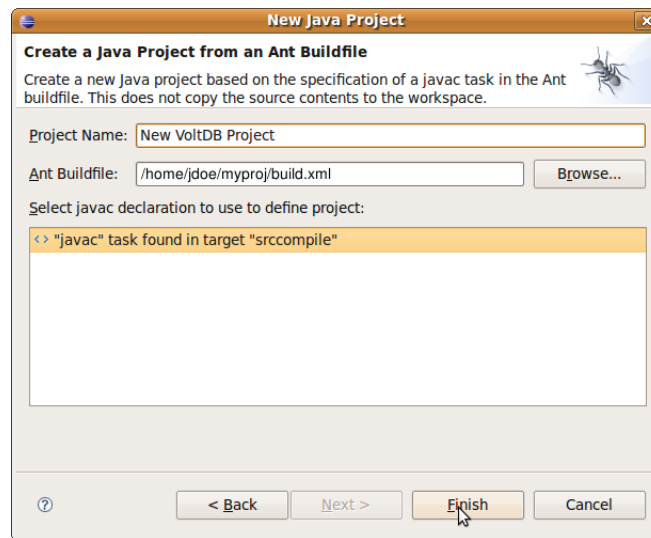 New Java Project
Create a Java Project from an Ant Buildfile
Create a new Java project based on the specification of a javac task in the Ant
buildfile. This does not copy the source contents to the workspace.
Project Name: New VoltDB Project
Ant Buildfile: /home/jdoe/myproj/build.xml Browse...
Select javac declaration to use to define project:
<> "javac" task found in target "srccompile"
? < Back Next > Finish Cancel